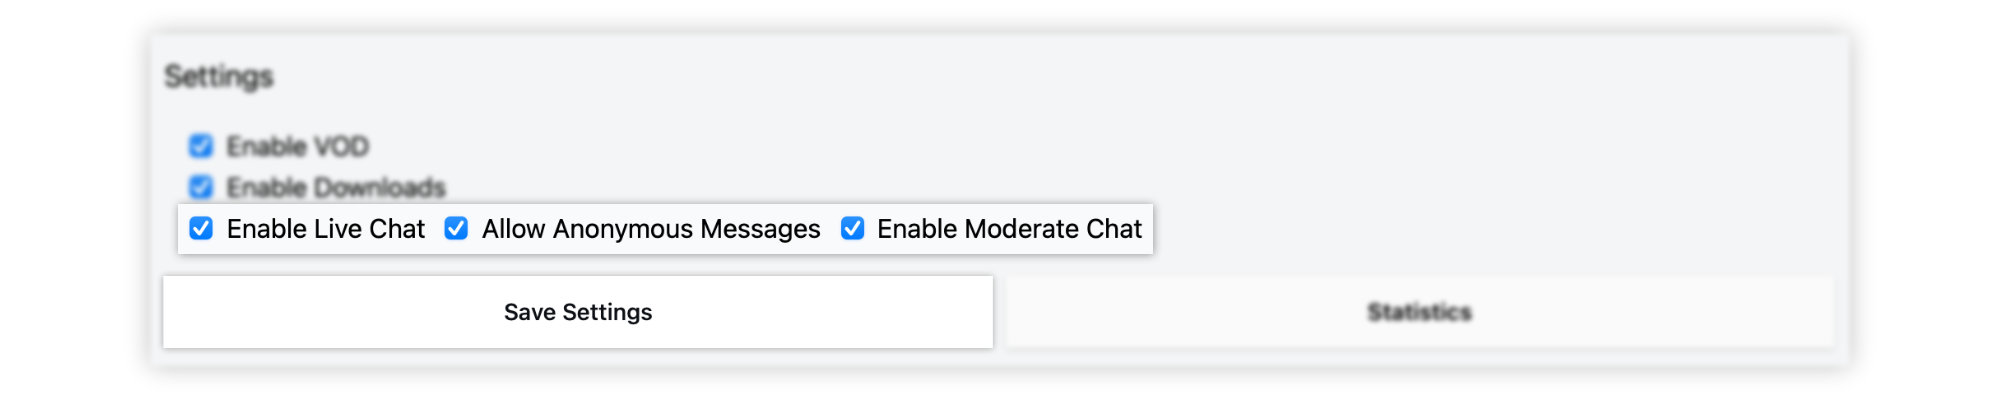 Settings
Enable VOD
Enable Downloads
Enable Live Chat Allow Anonymous Messages Enable Moderate Chat
Save Settings Statistics